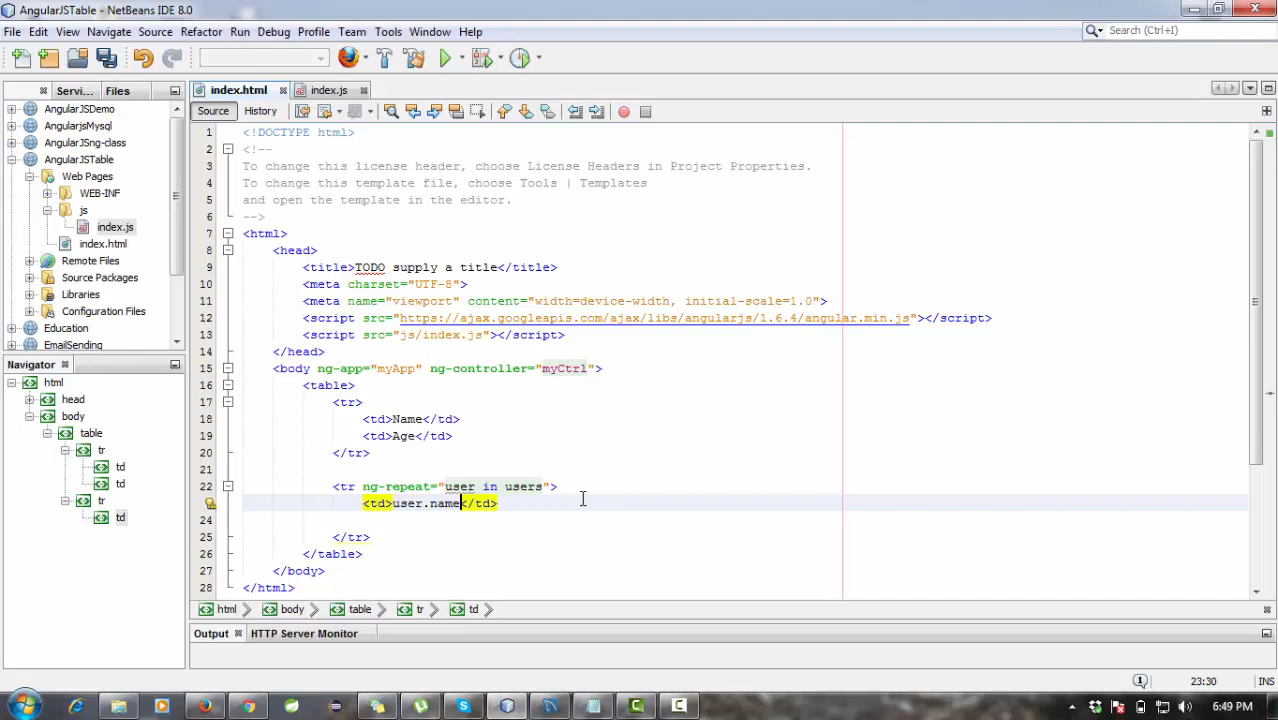 AngularJSTable - NetBeans IDE 8.0
File Edit View Navigate Source Refactor Run Debug Profile Team Tools Window Help
Search (Ctrl+I)
Servi... Files
index.html index.js
Source History
AngularJSDemo
AngularjsMysql
AngularJSng-class
AngularJSTable
Web Pages
WEB-INF
js
index.js
index.html
Remote Files
Source Packages
Libraries
Configuration Files
Education
EmailSending
Navigator
html
head
body
table
tr
td
td
tr
td
1 <!DOCTYPE html>
2 <!--
3 To change this license header, choose License Headers in Project Properties.
4 To change this template file, choose Tools | Templates
5 and open the template in the editor.
6 -->
7 <html>
8 <head>
9 <title>TODO supply a title</title>
10 <meta charset="UTF-8">
11 <meta name="viewport" content="width=device-width, initial-scale=1.0">
12 <script src="https://ajax.googleapis.com/ajax/libs/angularjs/1.6.4/angular.min.js"></script>
13 <script src="js/index.js"></script>
14 </head>
15 <body ng-app="myApp" ng-controller="myCtrl">
16 <table>
17 <tr>
18 <td>Name</td>
19 <td>Age</td>
20 </tr>
21
22 <tr ng-repeat="user in users">
<td>user.name</td>
24
25 </tr>
26 </table>
27 </body>
28 </html>
html body table tr td
Output HTTP Server Monitor
23:30 INS
6:49 PM